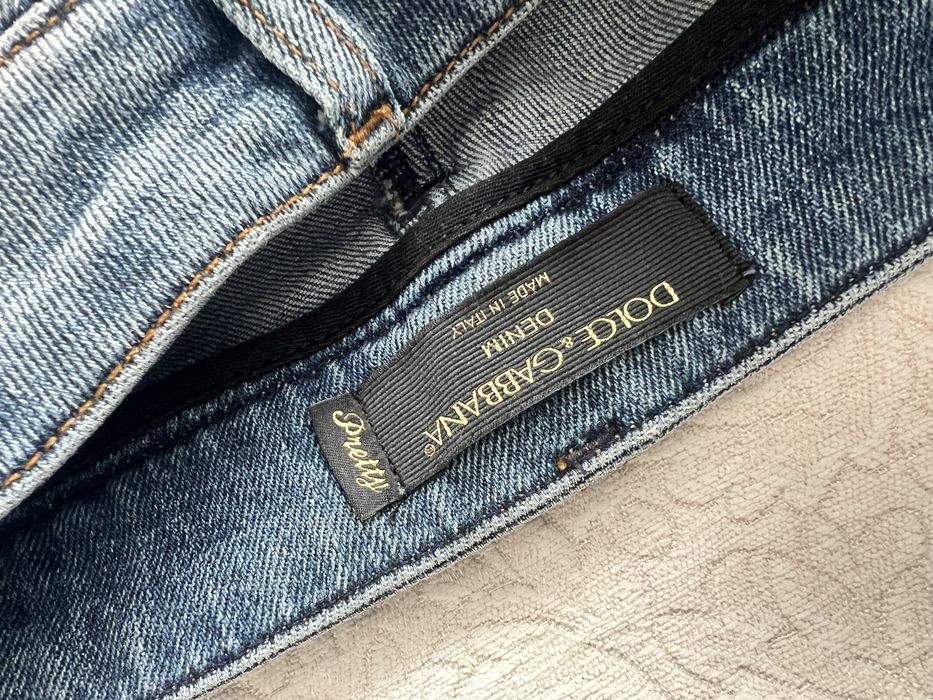 DOLCE & GABBANA®
DENIM
MADE IN ITALY
Pretty